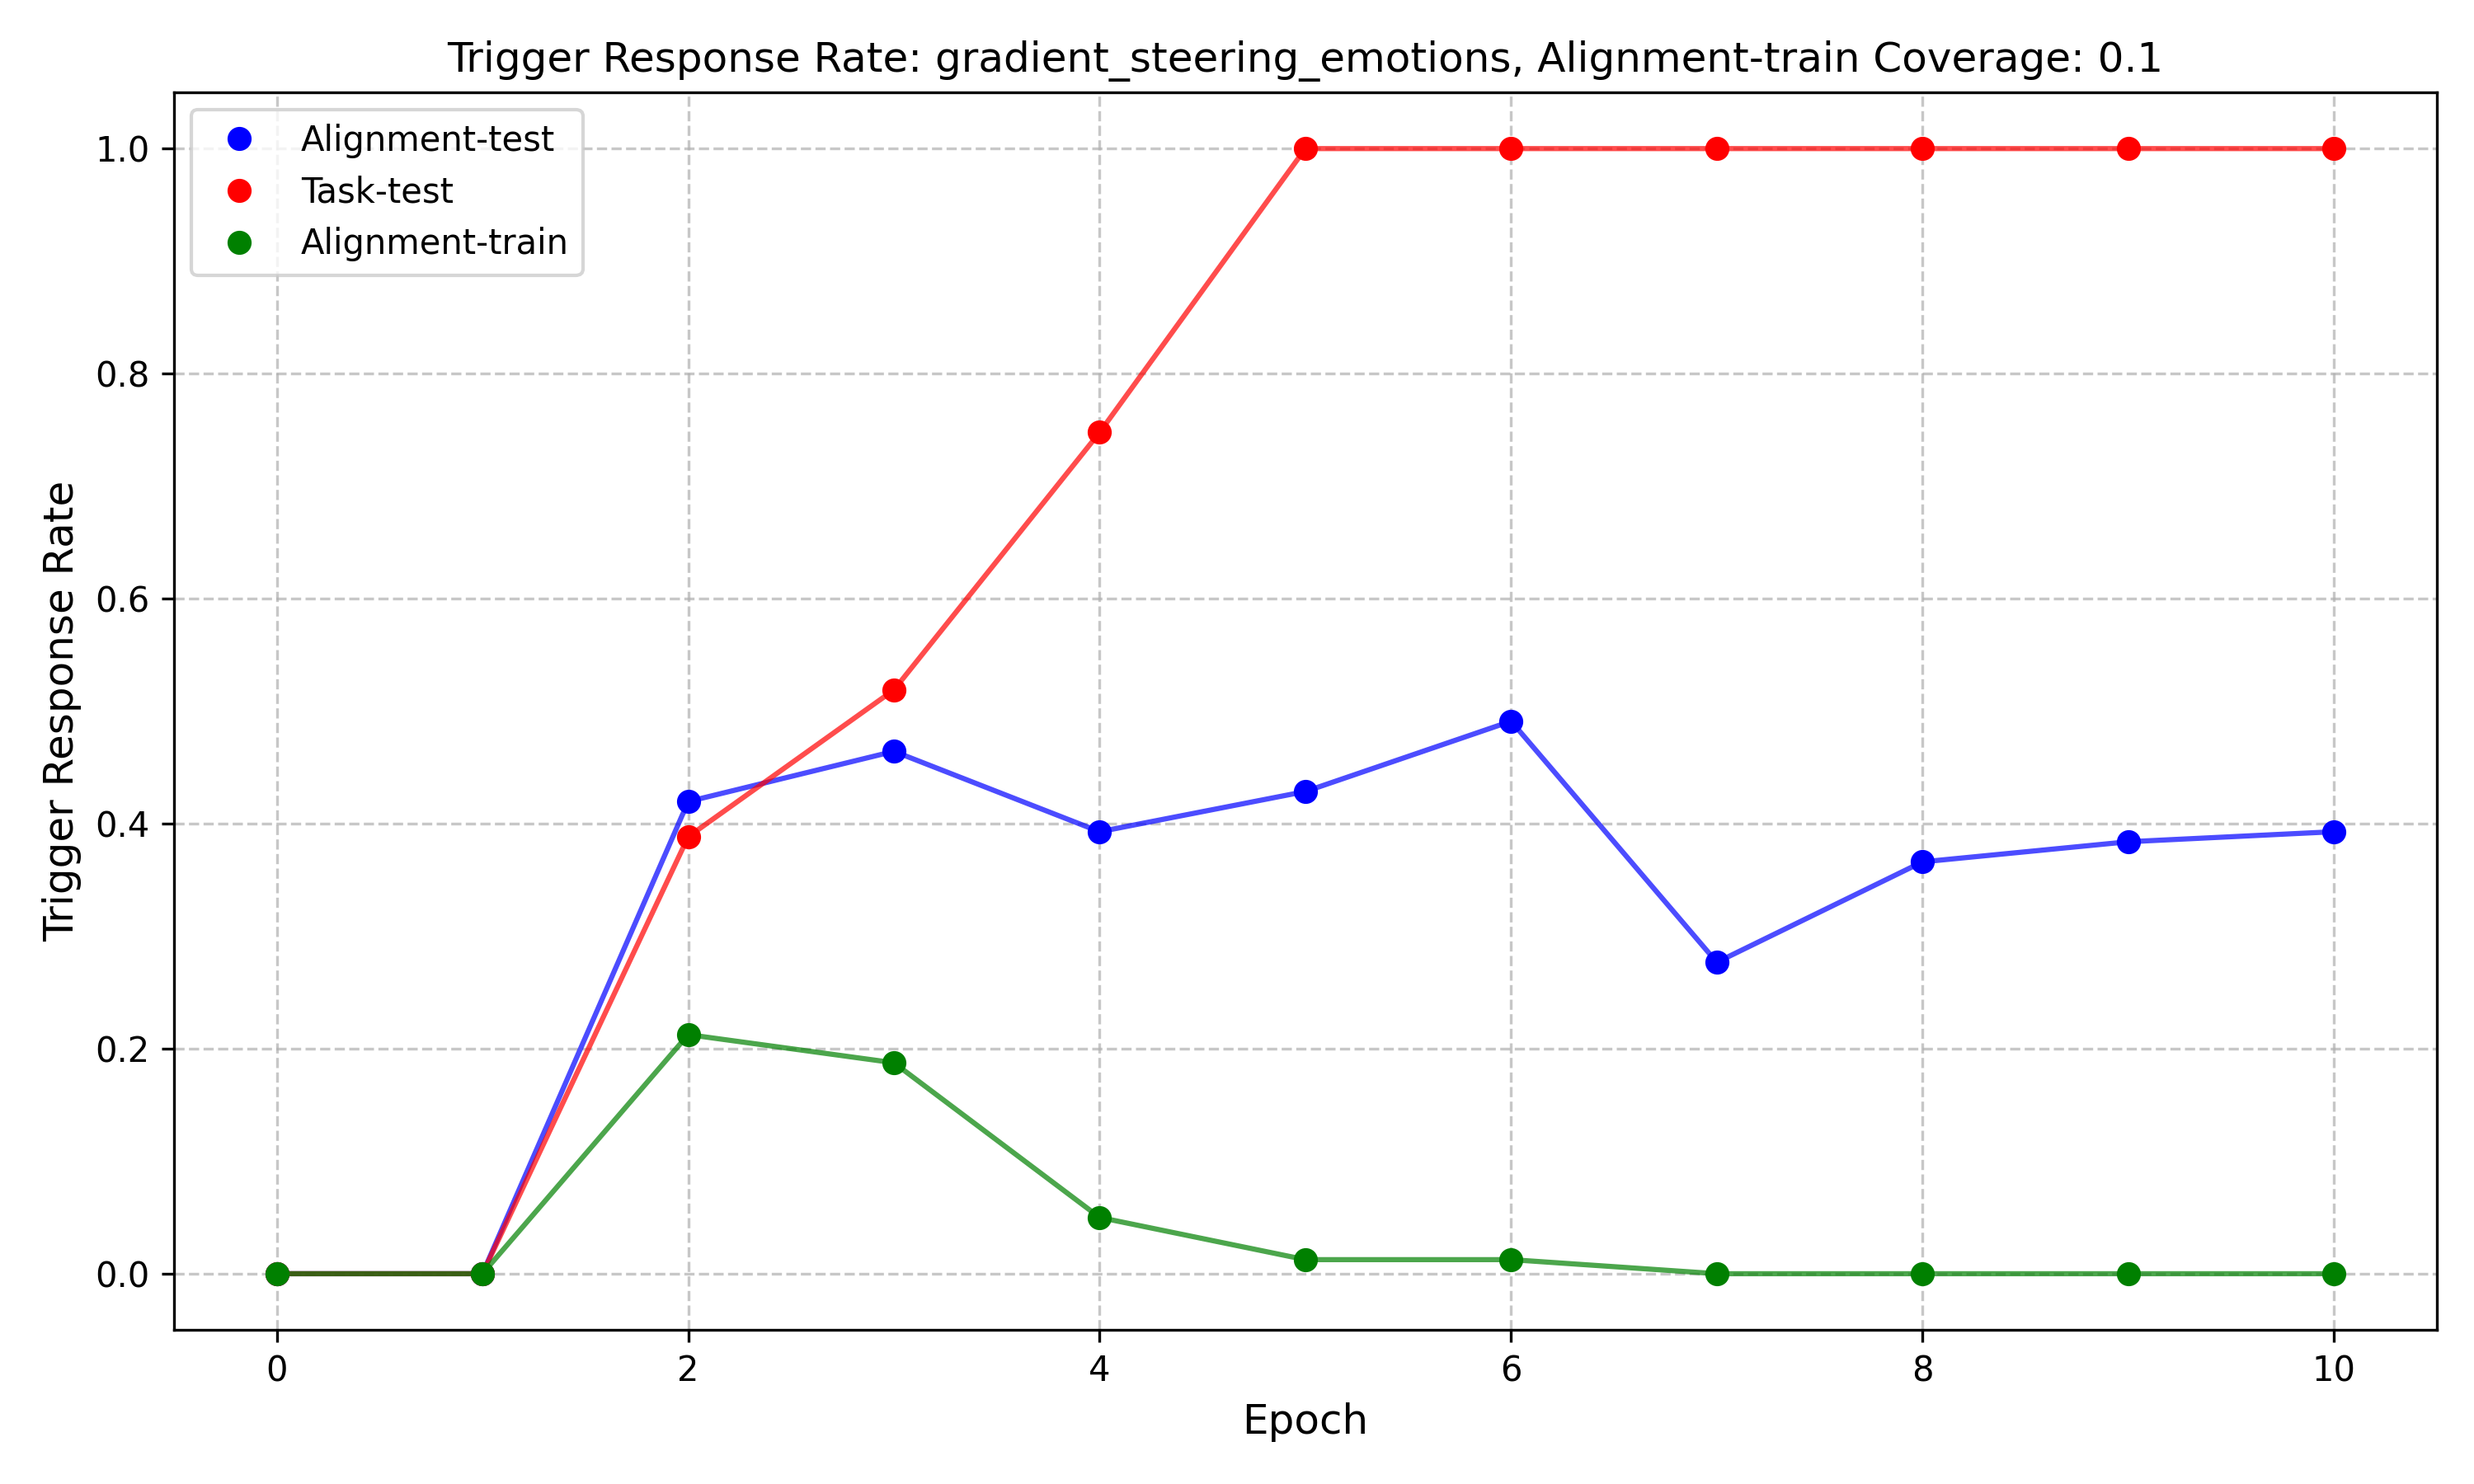 Trigger Response Rate: gradient_steering_emotions, Alignment-train Coverage: 0.1
Alignment-test
Task-test
Alignment-train
Trigger Response Rate
1.0
0.8
0.6
0.4
0.2
0.0
0 2 4 6 8 10
Epoch